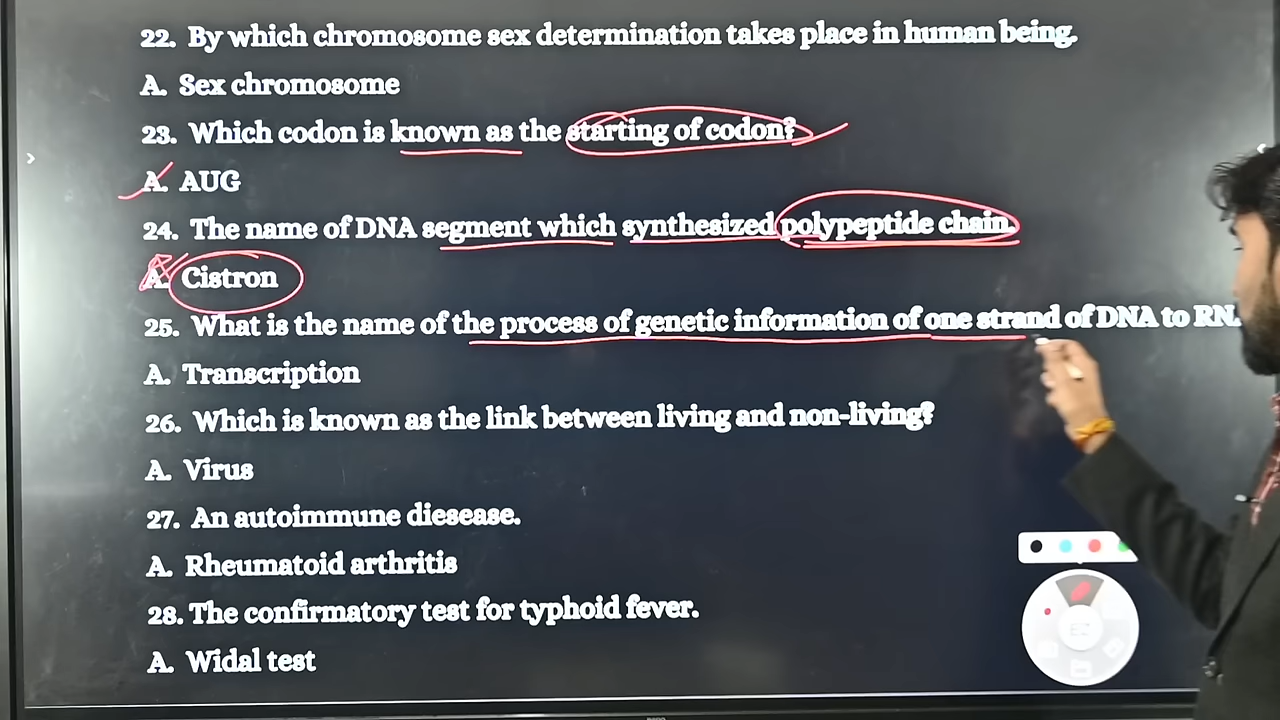 22. By which chromosome sex determination takes place in human being.
A. Sex chromosome
23. Which codon is known as the starting of codon?
A. AUG
24. The name of DNA segment which synthesized polypeptide chain.
A. Cistron
25. What is the name of the process of genetic information of one strand of DNA to RN
A. Transcription
26. Which is known as the link between living and non-living?
A. Virus
27. An autoimmune diesease.
A. Rheumatoid arthritis
28. The confirmatory test for typhoid fever.
A. Widal test